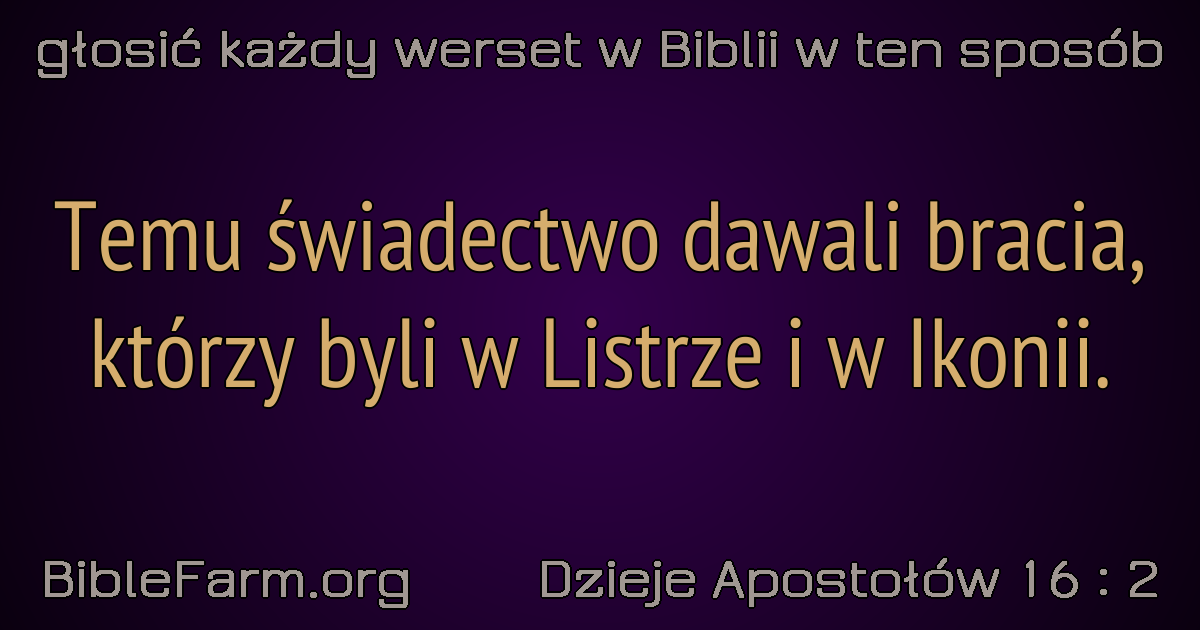 głosić każdy werset w Biblii w ten sposób
Temu świadectwo dawali bracia,
którzy byli w Listrze i w Ikonii.
BibleFarm.org
Dzieje Apostołów 16 : 2